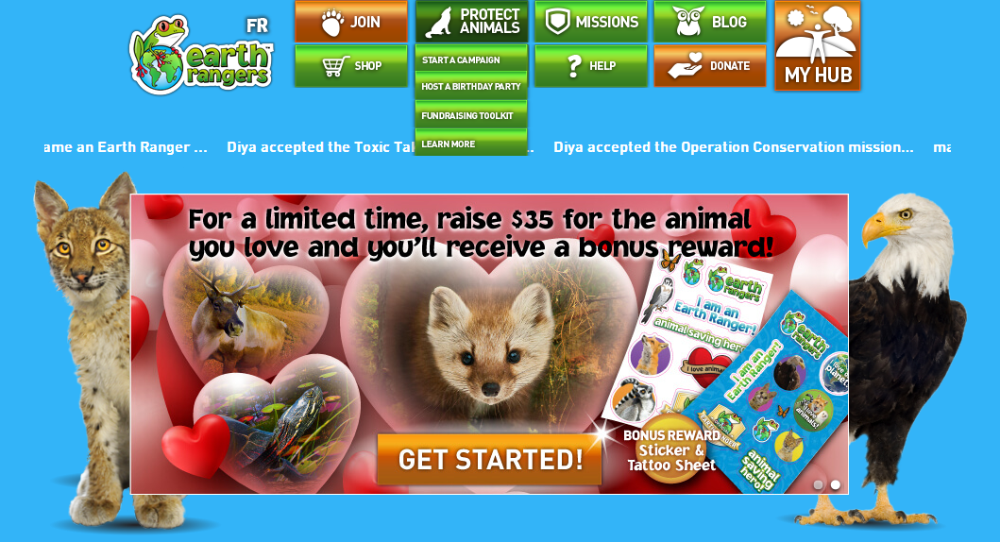 FR
earth
rangers
JOIN
PROTECT
ANIMALS
MISSIONS
BLOG
MY HUB
SHOP
START A CAMPAIGN
HOST A BIRTHDAY PARTY
FUNDRAISING TOOLKIT
LEARN MORE
HELP
DONATE
ame an Earth Ranger ... Diya accepted the Toxic Ta .. Diya accepted the Operation Conservation mission... ma
For a limited time, raise $35 for the animal
you love and you'll receive a bonus reward!
earth
rangers
I am an
Earth Ranger!
animal saving hero
I love animals
earth
rangers
I am an
Earth Ranger!
animal
saving
hero!
GET STARTED!
BONUS REWARD
Sticker &
Tattoo Sheet